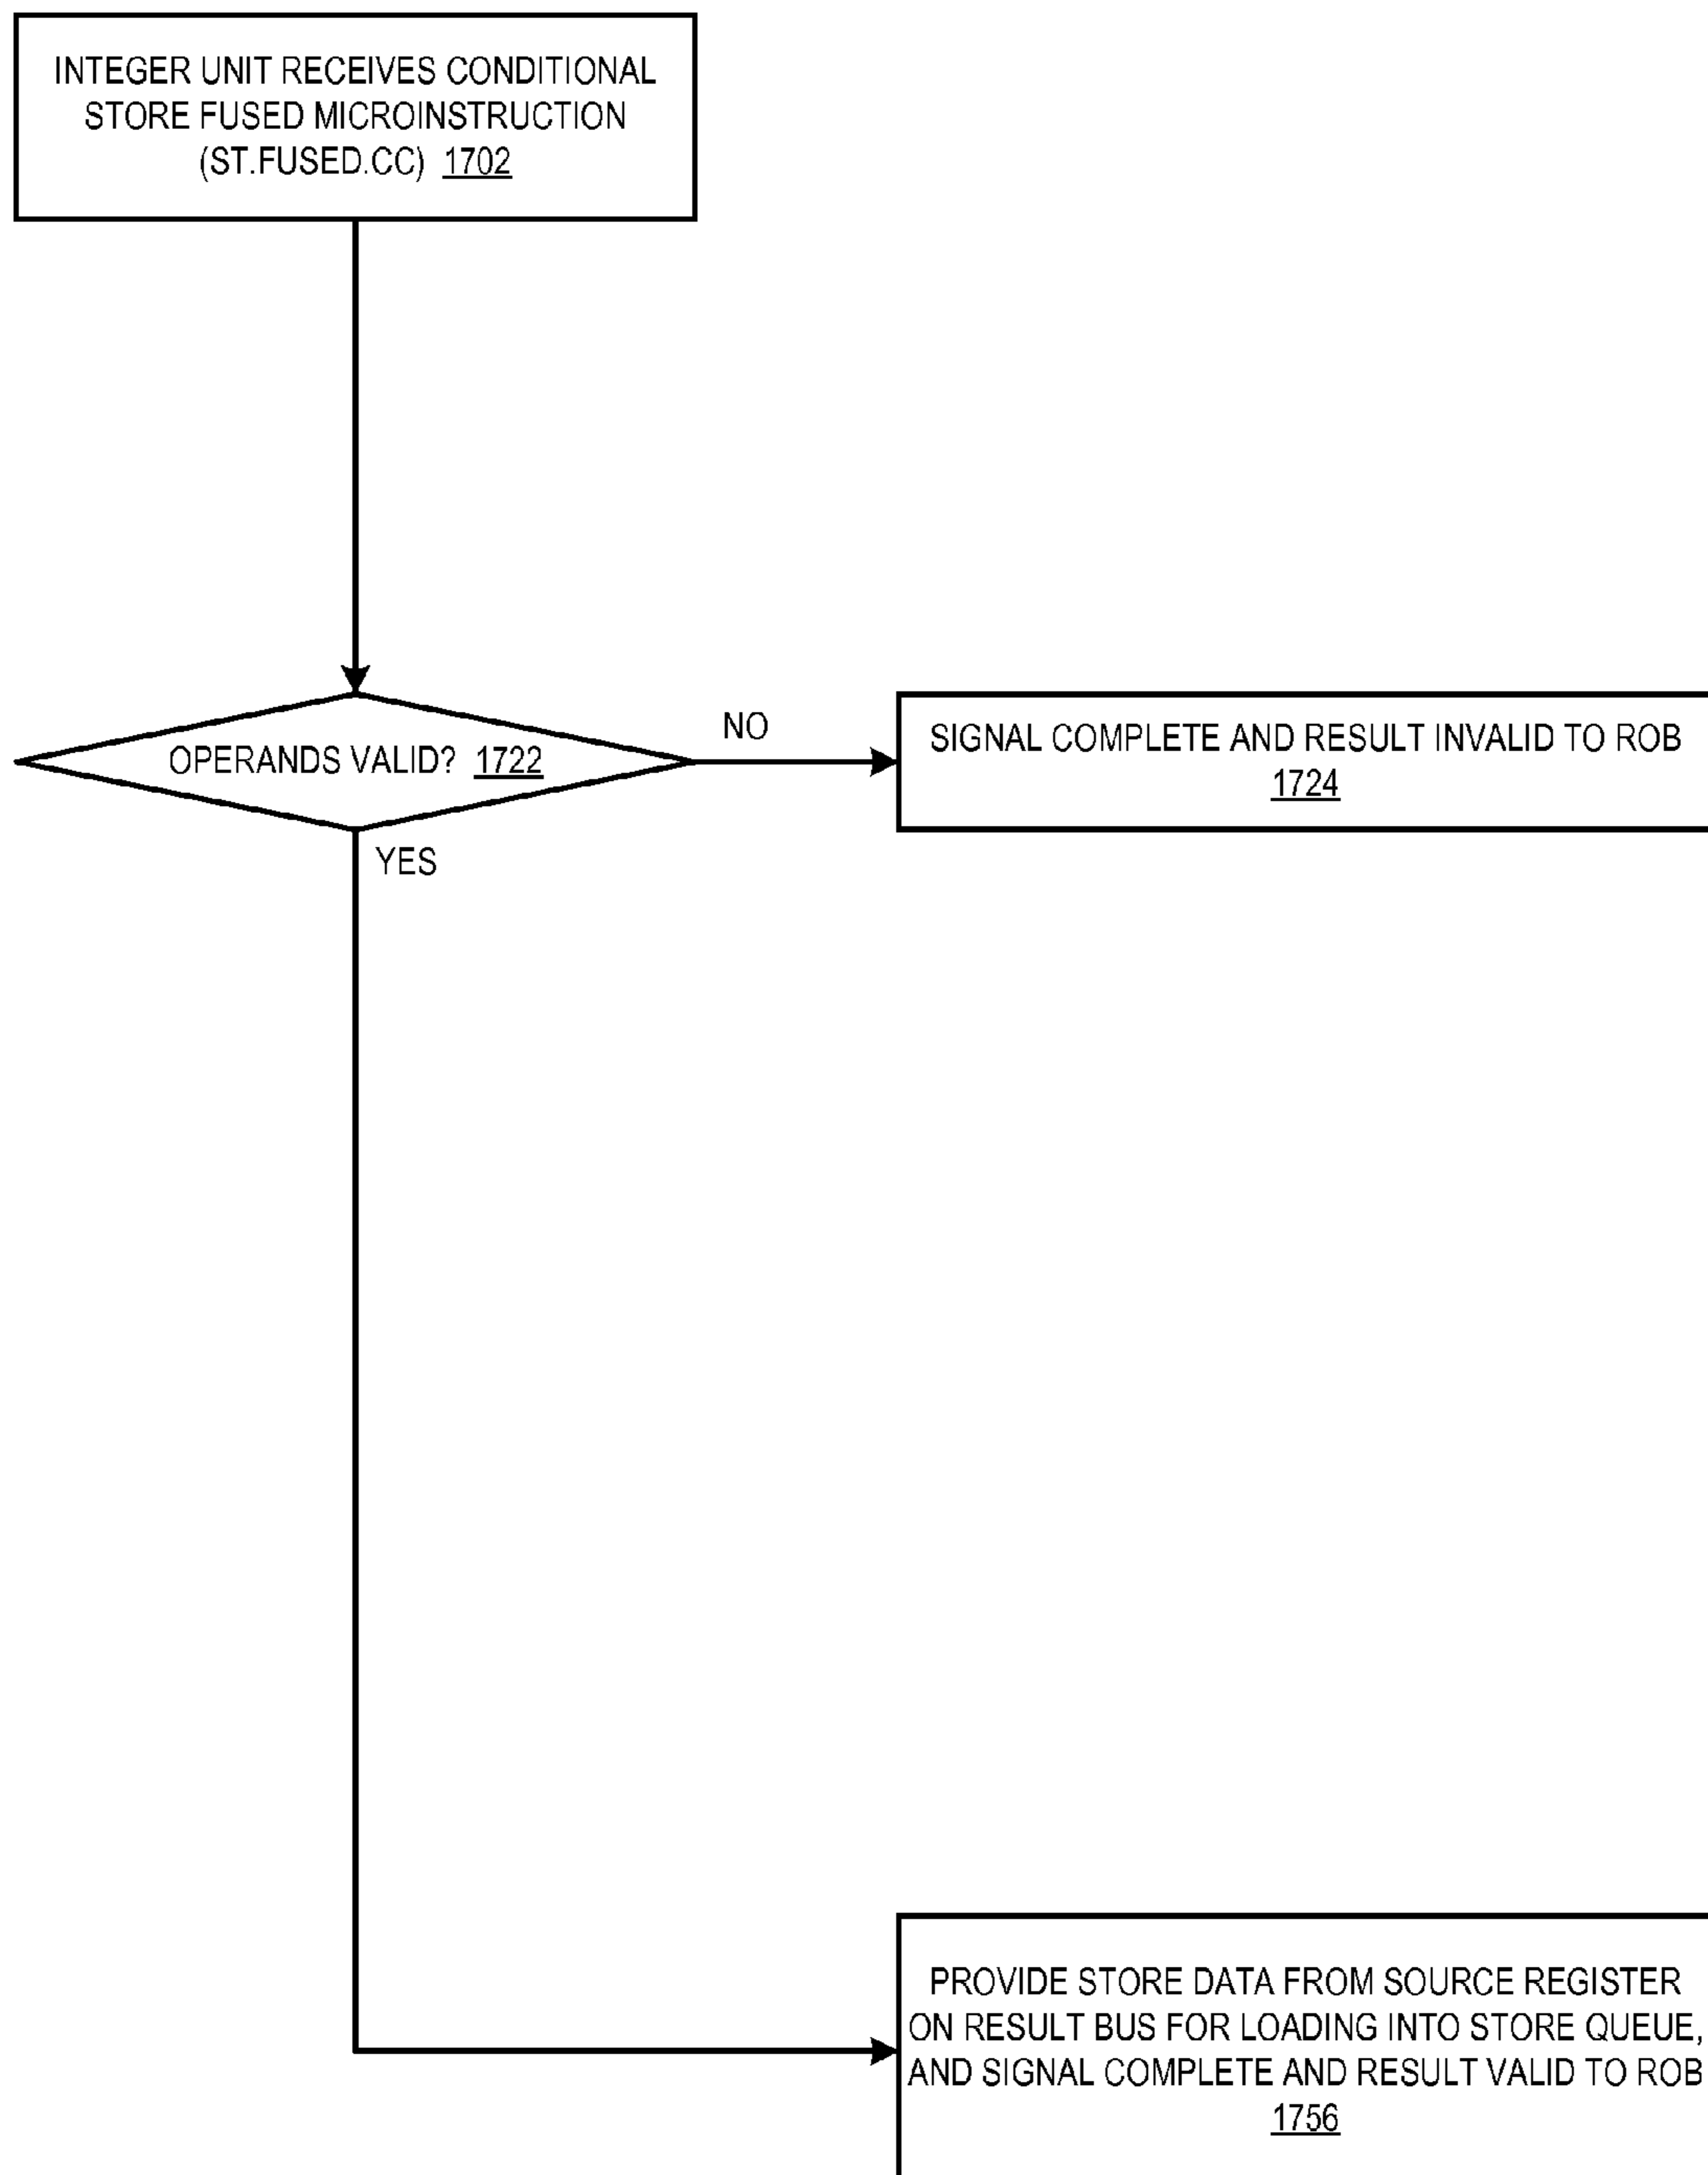 INTEGER UNIT RECEIVES CONDITIONAL
STORE FUSED MICROINSTRUCTION
(ST.FUSED.CC) 1702
OPERANDS VALID? 1722
NO
SIGNAL COMPLETE AND RESULT INVALID TO ROB
1724
YES
PROVIDE STORE DATA FROM SOURCE REGISTER
ON RESULT BUS FOR LOADING INTO STORE QUEUE,
AND SIGNAL COMPLETE AND RESULT VALID TO ROB
1756